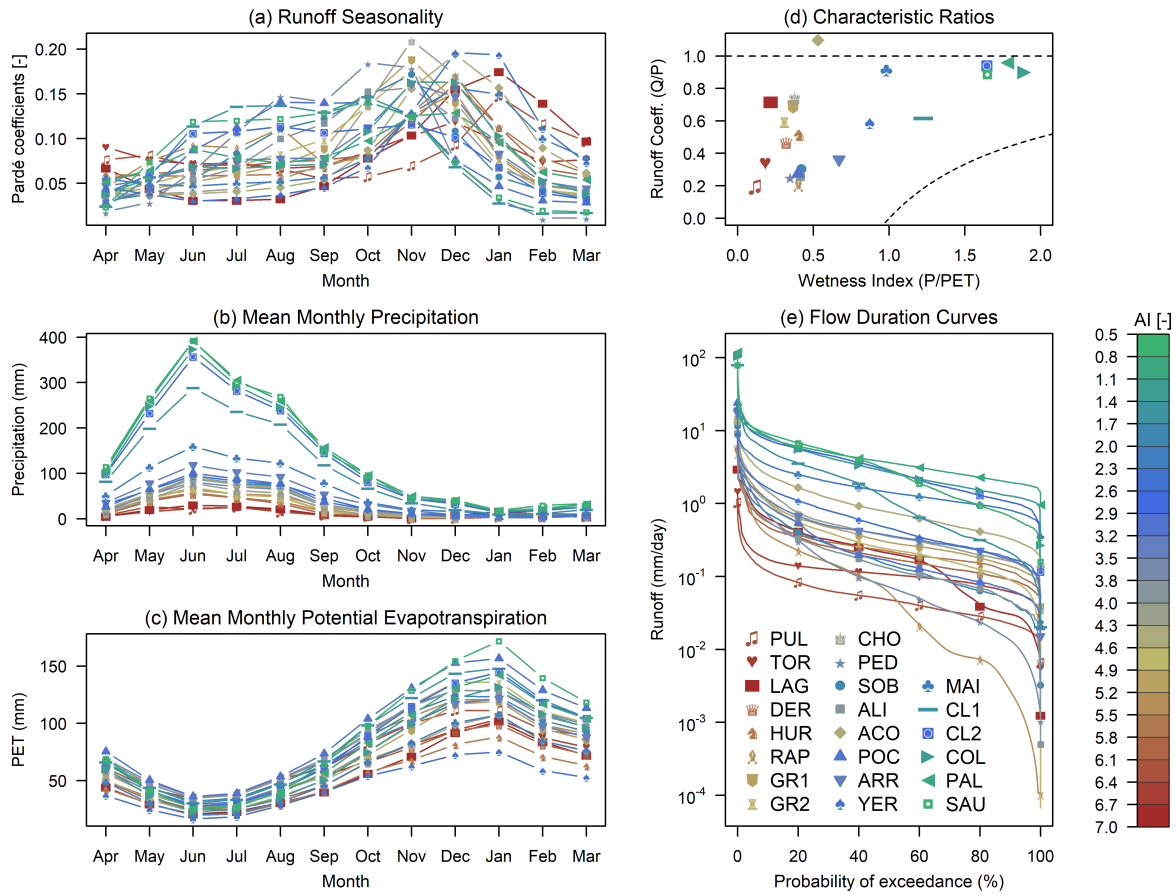 (a) Runoff Seasonality
Pardé coefficients [-]
0.20
0.15
0.10
0.05
Apr May Jun Jul Aug Sep Oct Nov Dec Jan Feb Mar
Month
(b) Mean Monthly Precipitation
Precipitation (mm)
400
300
200
100
0
Apr May Jun Jul Aug Sep Oct Nov Dec Jan Feb Mar
Month
(c) Mean Monthly Potential Evapotranspiration
PET (mm)
150
100
50
Apr May Jun Jul Aug Sep Oct Nov Dec Jan Feb Mar
Month
(d) Characteristic Ratios
Runoff Coeff. (Q/P)
1.0
0.8
0.6
0.4
0.2
0.0
0.0 0.5 1.0 1.5 2.0
Wetness Index (P/PET)
(e) Flow Duration Curves
Runoff (mm/day)
10²
10¹
10⁰
10⁻¹
10⁻²
10⁻³
10⁻⁴
PUL CHO
TOR PED
LAG SOB MAI
DER ALI CL1
HUR ACO CL2
RAP POC COL
GR1 ARR PAL
GR2 YER SAU
0 20 40 60 80 100
Probability of exceedance (%)
AI [-]
0.5
0.8
1.1
1.4
1.7
2.0
2.3
2.6
2.9
3.2
3.5
3.8
4.0
4.3
4.6
4.9
5.2
5.5
5.8
6.1
6.4
6.7
7.0